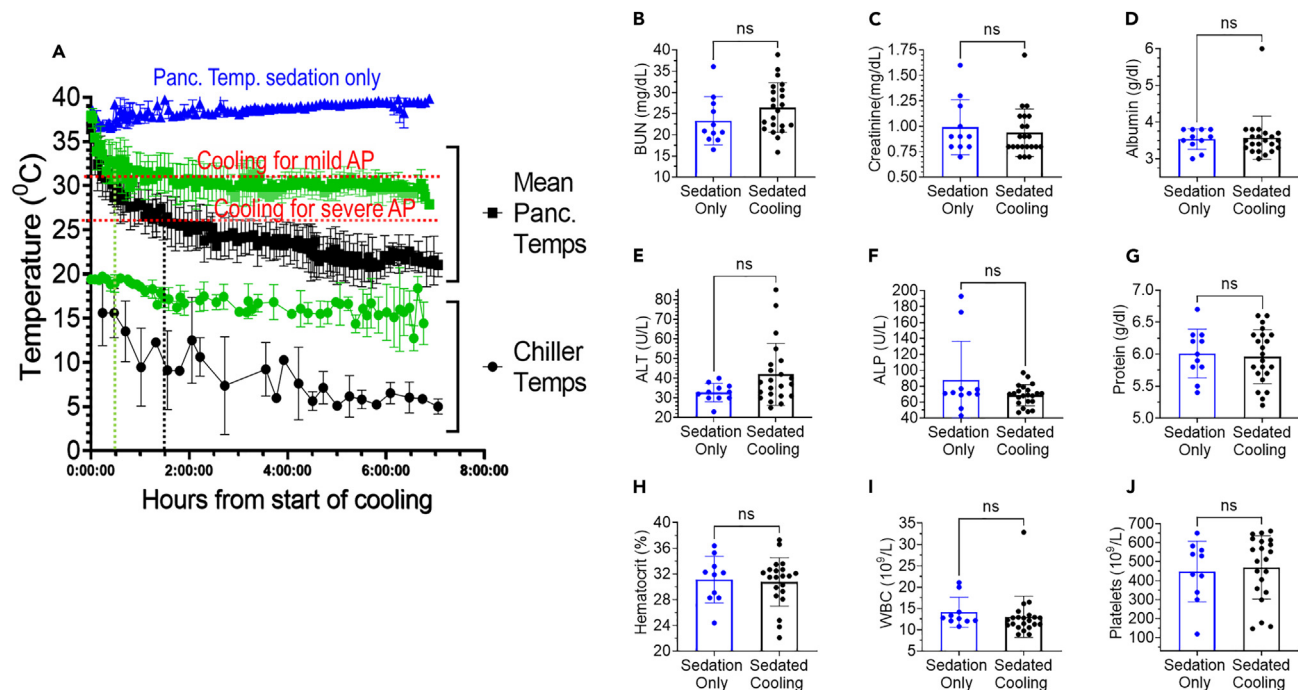 A
Panc. Temp. sedation only
Temperature (⁰C)
40
35
30
25
20
15
10
5
0
Cooling for mild AP
Cooling for severe AP
Mean
Panc.
Temps
Chiller
Temps
0:00:00
2:00:00
4:00:00
6:00:00
8:00:00
Hours from start of cooling
B
ns
BUN (mg/dL)
40
35
30
25
20
15
10
Sedation
Only
Sedated
Cooling
C
ns
Creatinine(mg/dL)
1.75
1.50
1.25
1.00
0.75
0.50
Sedation
Only
Sedated
Cooling
D
ns
Albumin (g/dl)
6
5
4
3
Sedation
Only
Sedated
Cooling
E
ns
ALT (U/L)
90
80
70
60
50
40
30
20
Sedation
Only
Sedated
Cooling
F
ns
ALP (U/L)
200
180
160
140
120
100
80
60
40
Sedation
Only
Sedated
Cooling
G
ns
Protein (g/dl)
7.0
6.5
6.0
5.5
5.0
Sedation
Only
Sedated
Cooling
H
ns
Hematocrit (%)
40
36
32
28
24
20
Sedation
Only
Sedated
Cooling
I
ns
WBC (10⁹/L)
35
30
25
20
15
10
5
Sedation
Only
Sedated
Cooling
J
ns
Platelets (10⁹/L)
700
600
500
400
300
200
100
Sedation
Only
Sedated
Cooling